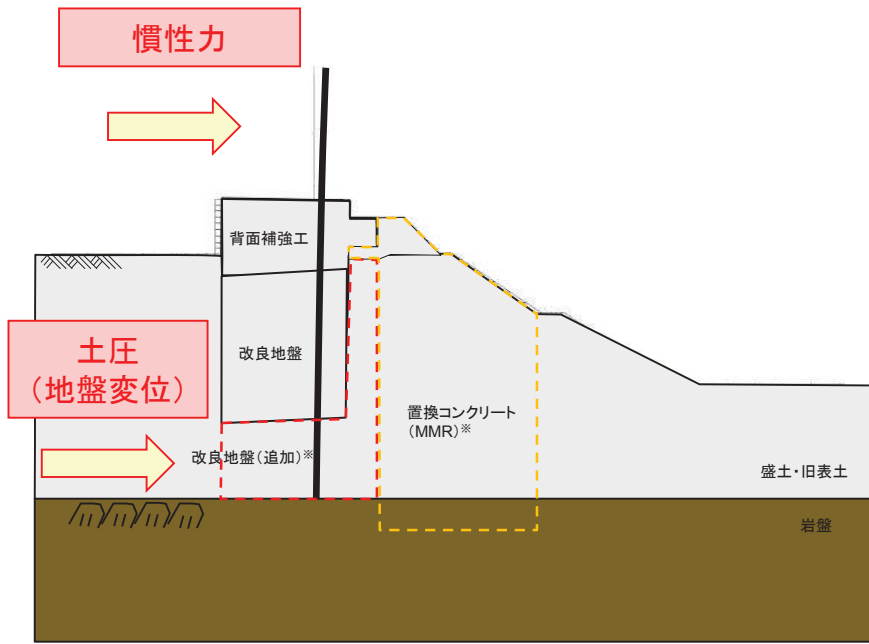 慣性力
背面補強工
土圧
（地盤変位）
改良地盤
置換コンクリート
（MMR）※
改良地盤（追加）※
盛土・旧表土
岩盤